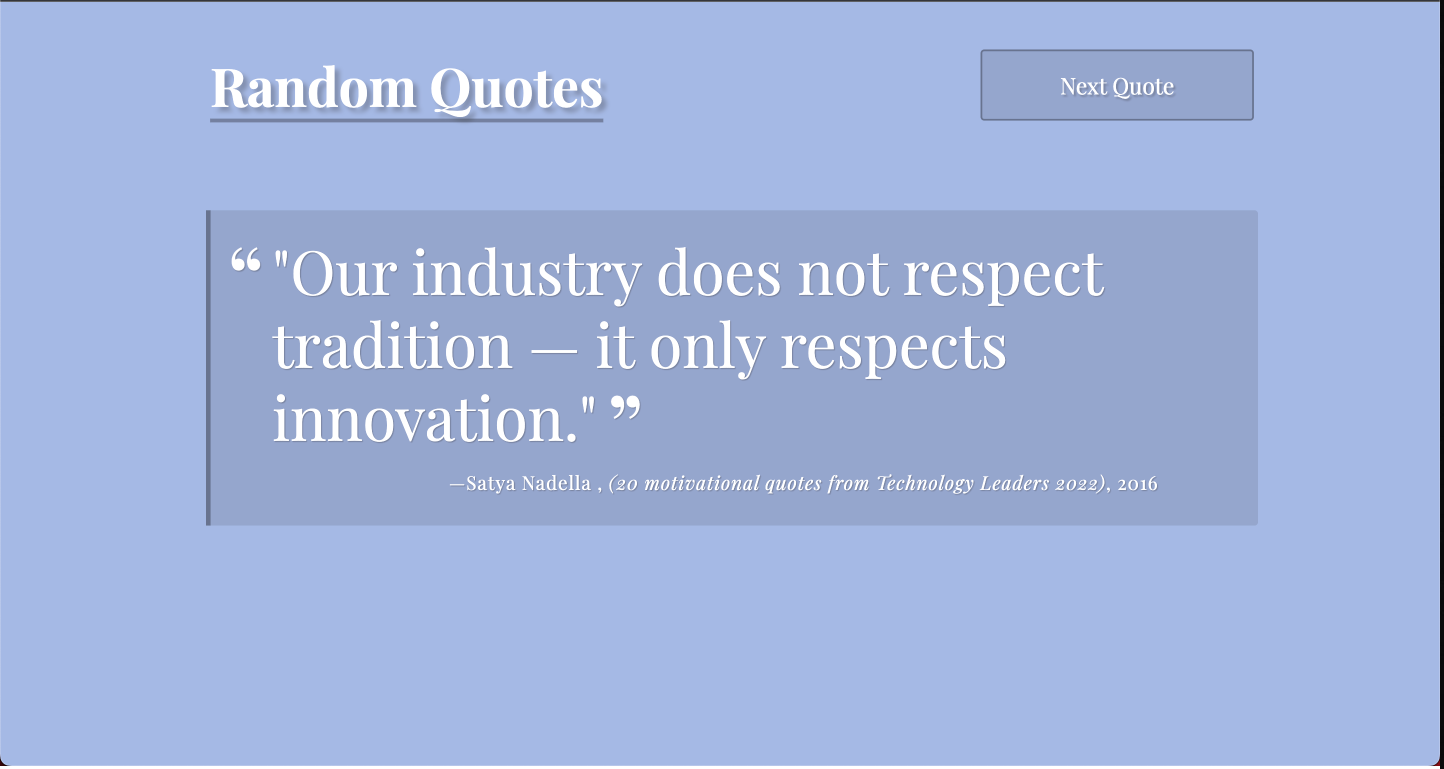 Random Quotes
Next Quote
“ "Our industry does not respect
tradition — it only respects
innovation." ”
—Satya Nadella , (20 motivational quotes from Technology Leaders 2022), 2016